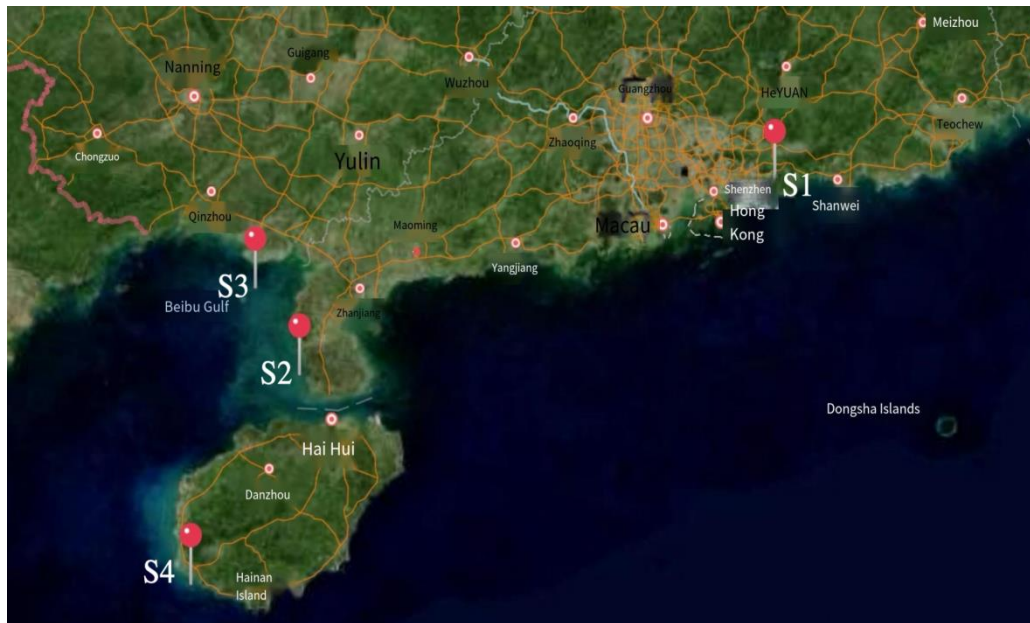 Meizhou
Guigang
Nanning
Wuzhou
Guangzhou
HeYUAN
Teochew
Zhaoqing
Chongzuo
Yulin
Shenzhen
S1
Shanwei
Qinzhou
Maoming
Macau
Hong
Kong
Yangjiang
S3
Beibu Gulf
Zhanjiang
S2
Dongsha Islands
Hai Hui
Danzhou
S4
Hainan
Island